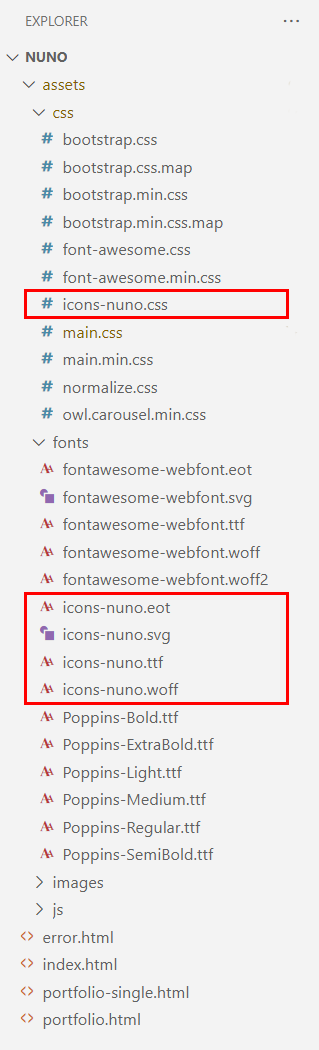 EXPLORER ...
NUNO
assets
css
# bootstrap.css
# bootstrap.css.map
# bootstrap.min.css
# bootstrap.min.css.map
# font-awesome.css
# font-awesome.min.css
# icons-nuno.css
# main.css
# main.min.css
# normalize.css
# owl.carousel.min.css
fonts
fontawesome-webfont.eot
fontawesome-webfont.svg
fontawesome-webfont.ttf
fontawesome-webfont.woff
fontawesome-webfont.woff2
icons-nuno.eot
icons-nuno.svg
icons-nuno.ttf
icons-nuno.woff
Poppins-Bold.ttf
Poppins-ExtraBold.ttf
Poppins-Light.ttf
Poppins-Medium.ttf
Poppins-Regular.ttf
Poppins-SemiBold.ttf
images
js
error.html
index.html
portfolio-single.html
portfolio.html